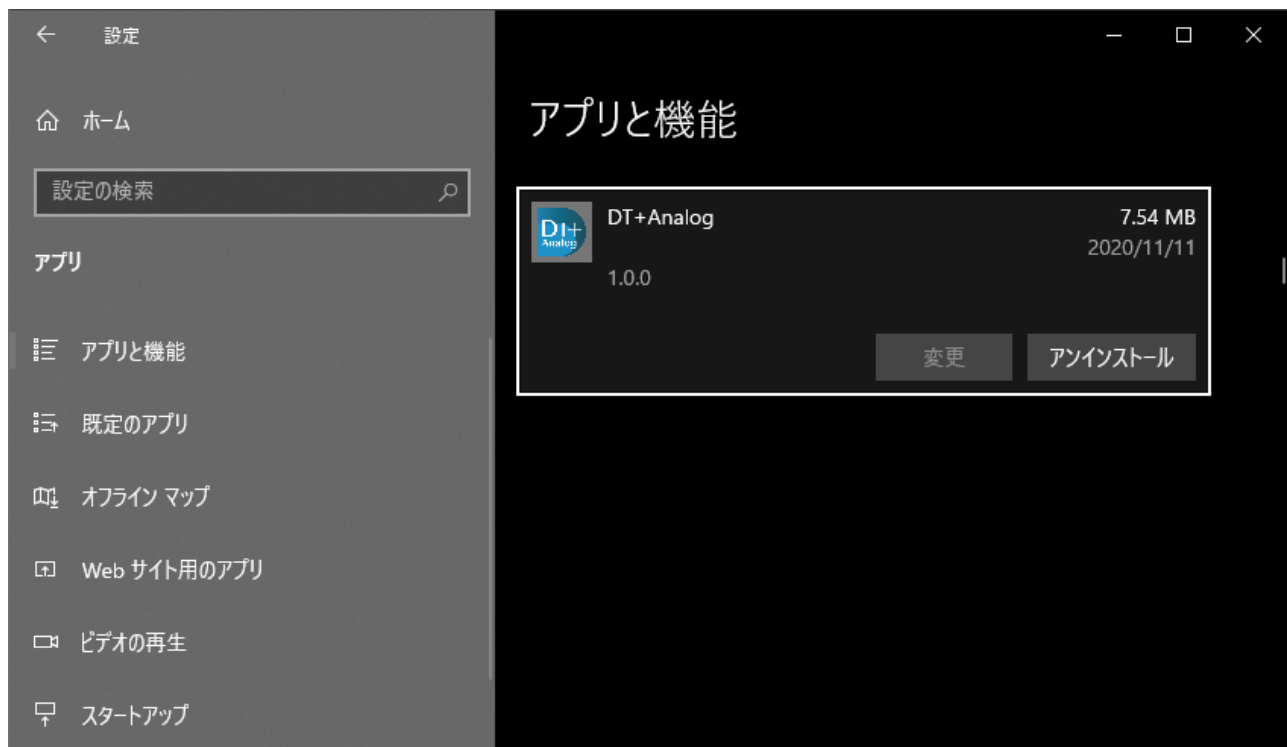 設定
ホーム
設定の検索
アプリ
アプリと機能
既定のアプリ
オフライン マップ
Web サイト用のアプリ
ビデオの再生
スタートアップ
アプリと機能
DT+
Analog
DT+Analog
7.54 MB
2020/11/11
1.0.0
変更
アンインストール